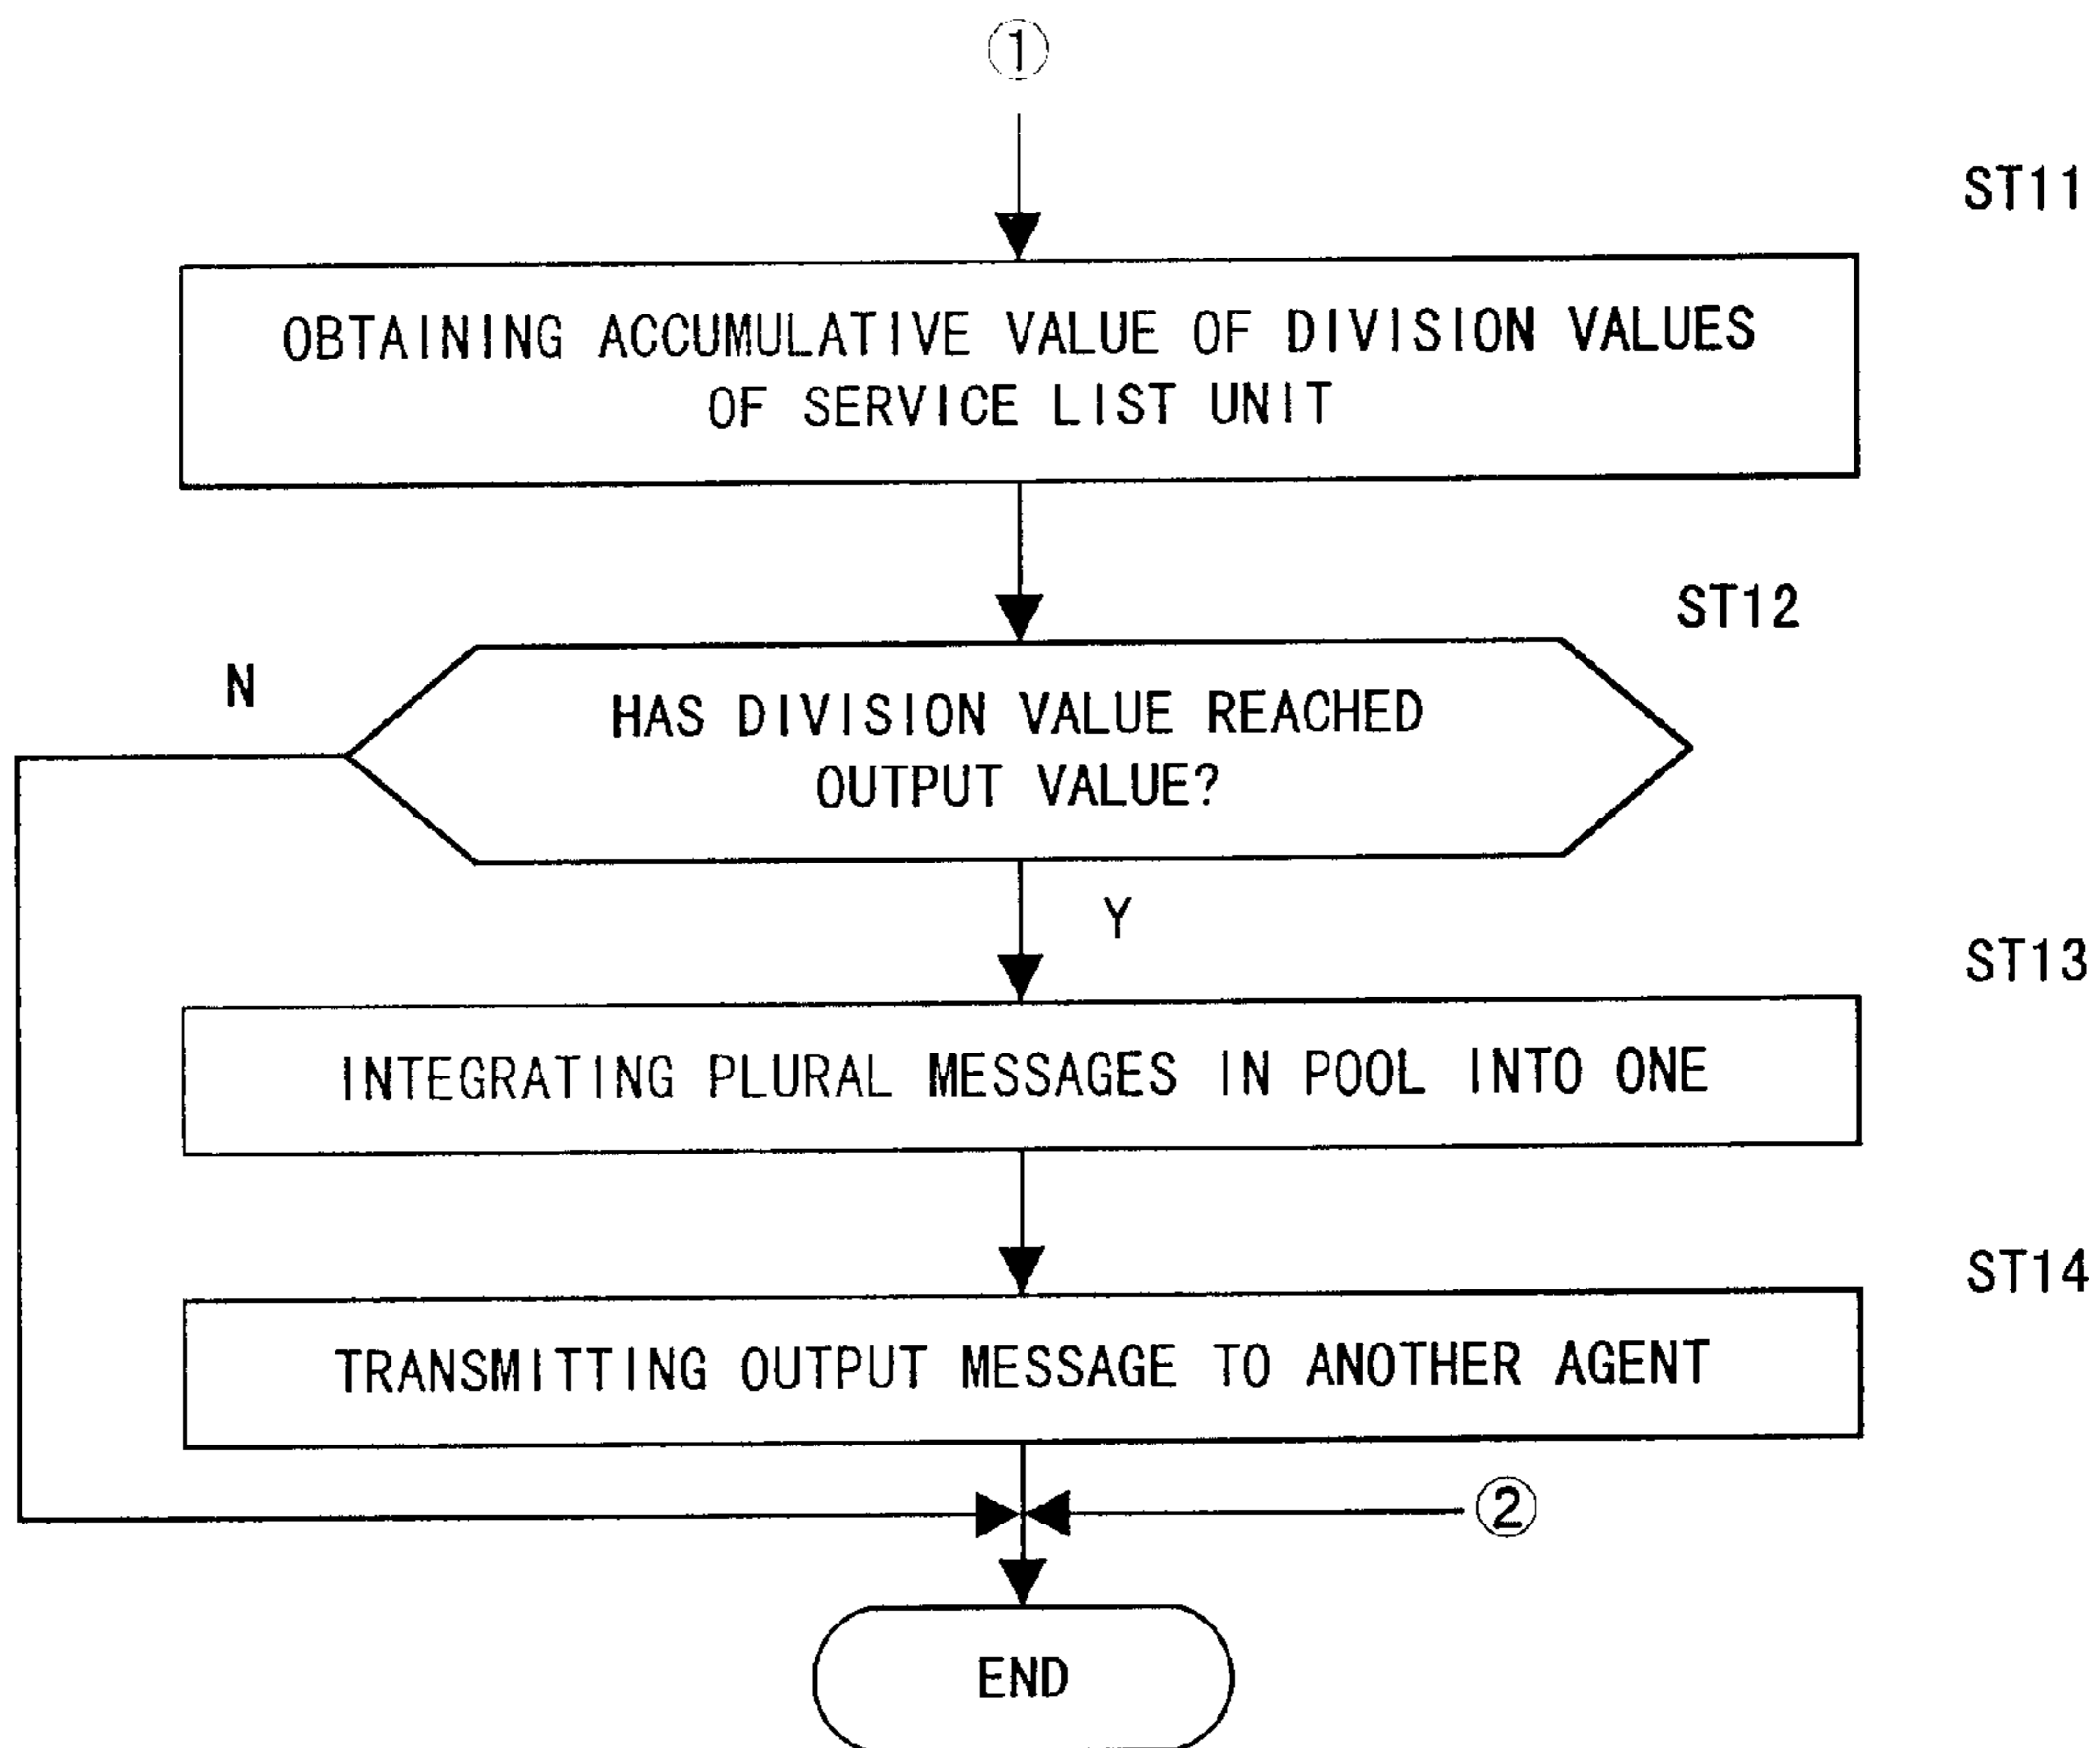 ①
ST11
OBTAINING ACCUMULATIVE VALUE OF DIVISION VALUES
OF SERVICE LIST UNIT
ST12
N
HAS DIVISION VALUE REACHED
OUTPUT VALUE?
Y
ST13
INTEGRATING PLURAL MESSAGES IN POOL INTO ONE
ST14
TRANSMITTING OUTPUT MESSAGE TO ANOTHER AGENT
②
END